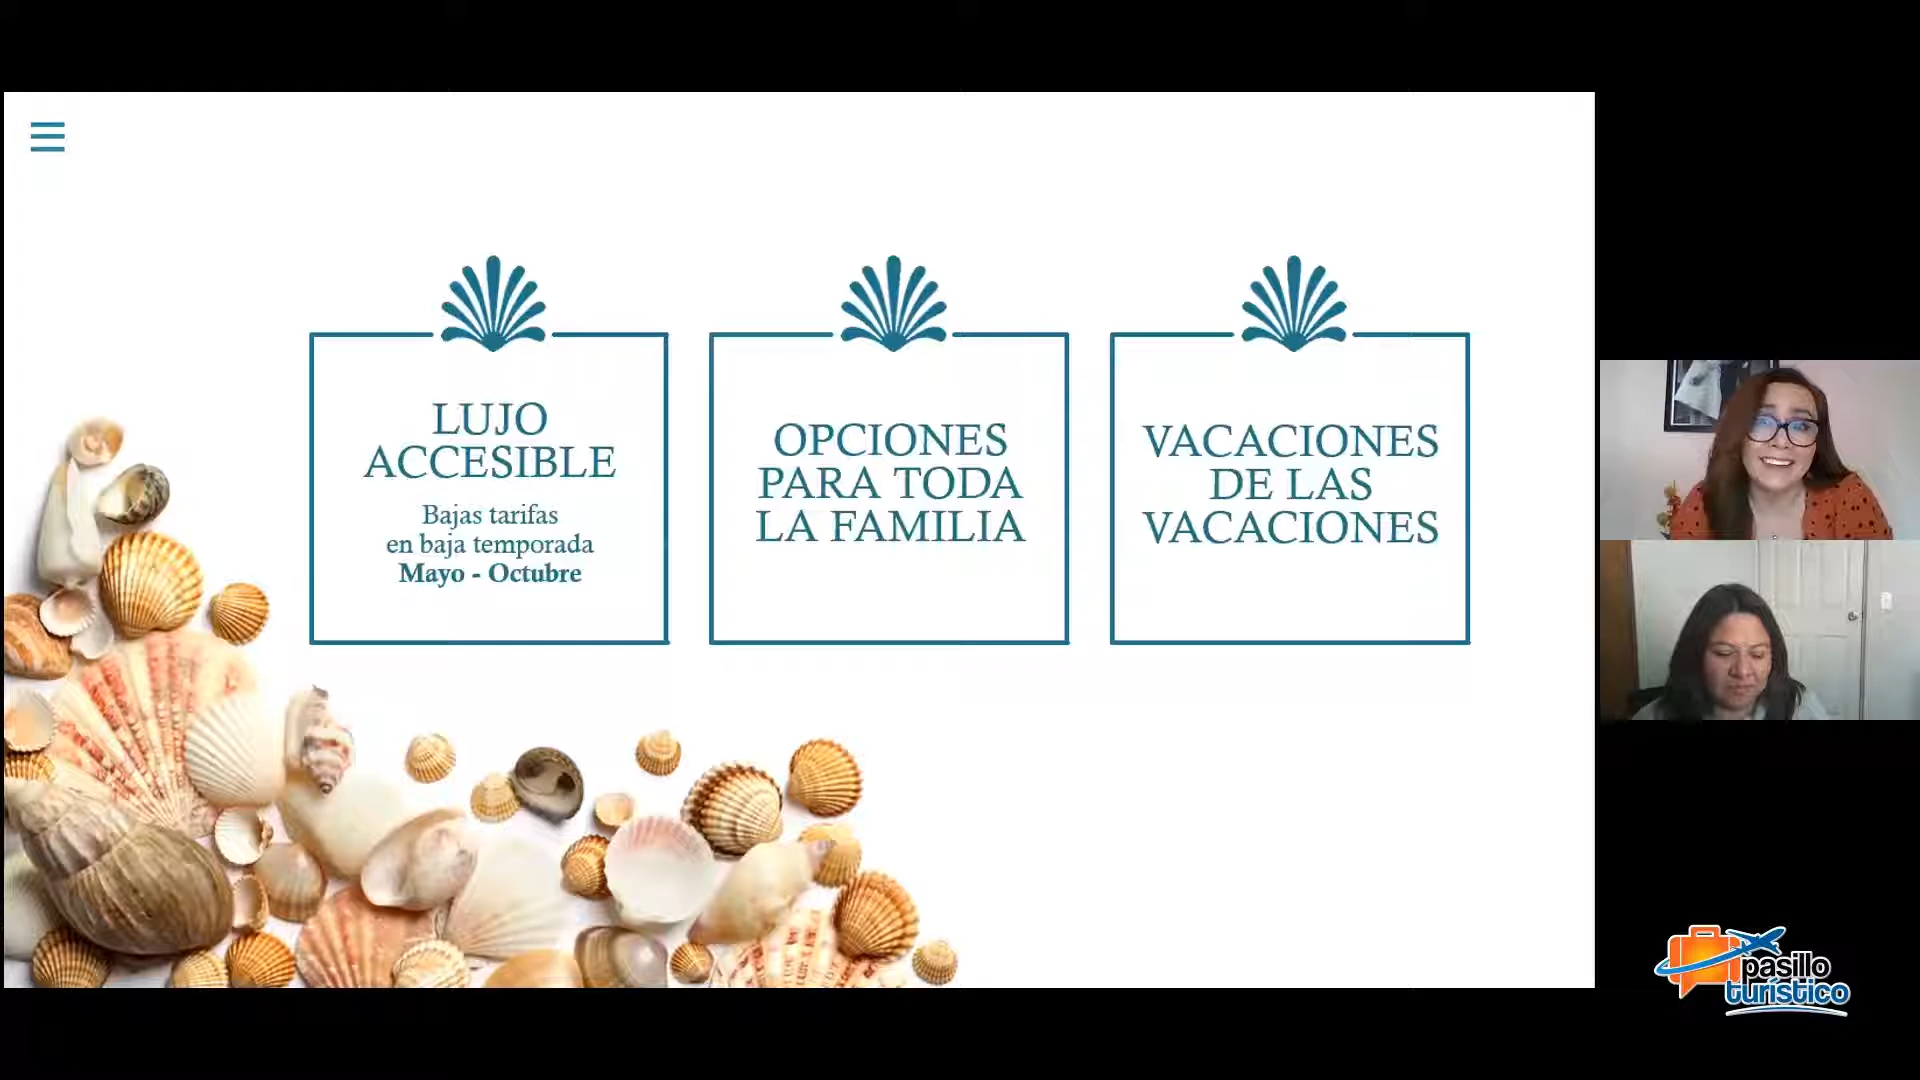 LUJO
ACCESIBLE
Bajas tarifas
en baja temporada
Mayo - Octubre
OPCIONES
PARA TODA
LA FAMILIA
VACACIONES
DE LAS
VACACIONES
pasillo
turístico